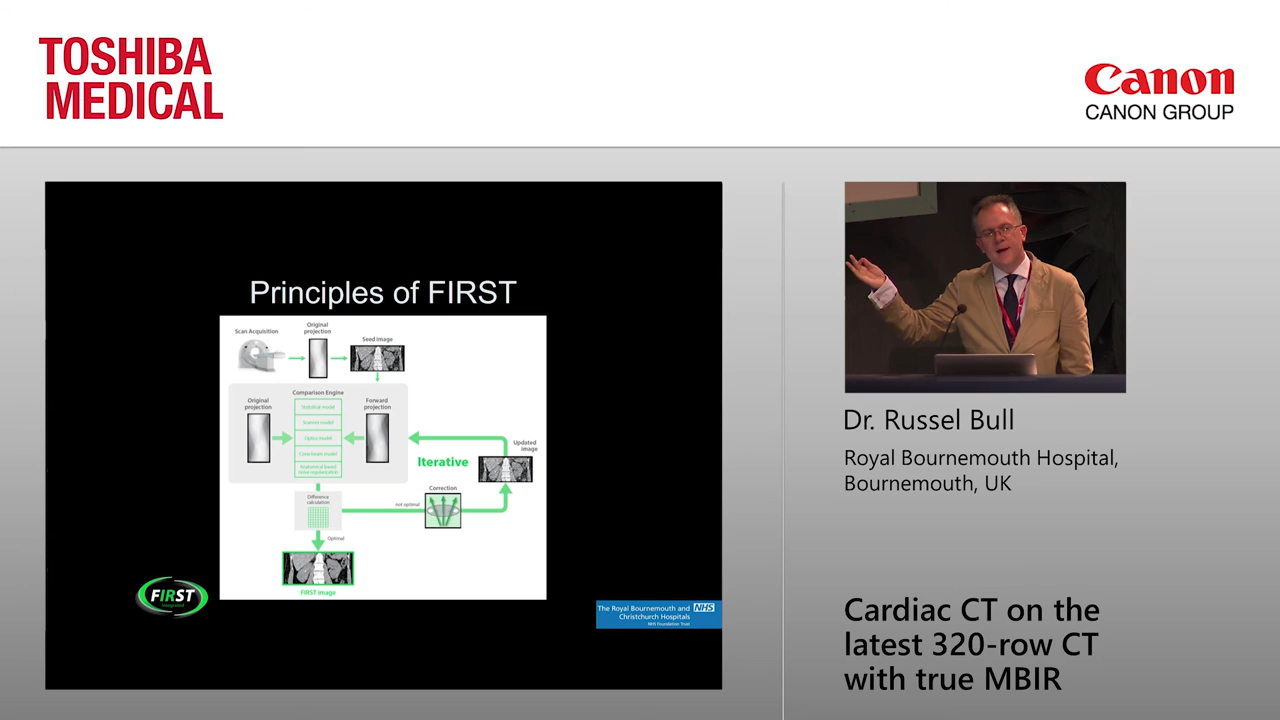 TOSHIBA
MEDICAL
Canon
CANON GROUP
Principles of FIRST
Scan Acquisition
Original
projection
Seed image
Comparison Engine
Original
projection
Statistical model
Scanner model
Optics model
Cone beam model
Anatomical based
noise regularization
Forward
projection
Iterative
Updated
image
Difference
calculation
not optimal
Correction
Optimal
FIRST image
FIRST
Integrated
The Royal Bournemouth and NHS
Christchurch Hospitals
NHS Foundation Trust
Dr. Russel Bull
Royal Bournemouth Hospital,
Bournemouth, UK
Cardiac CT on the
latest 320-row CT
with true MBIR